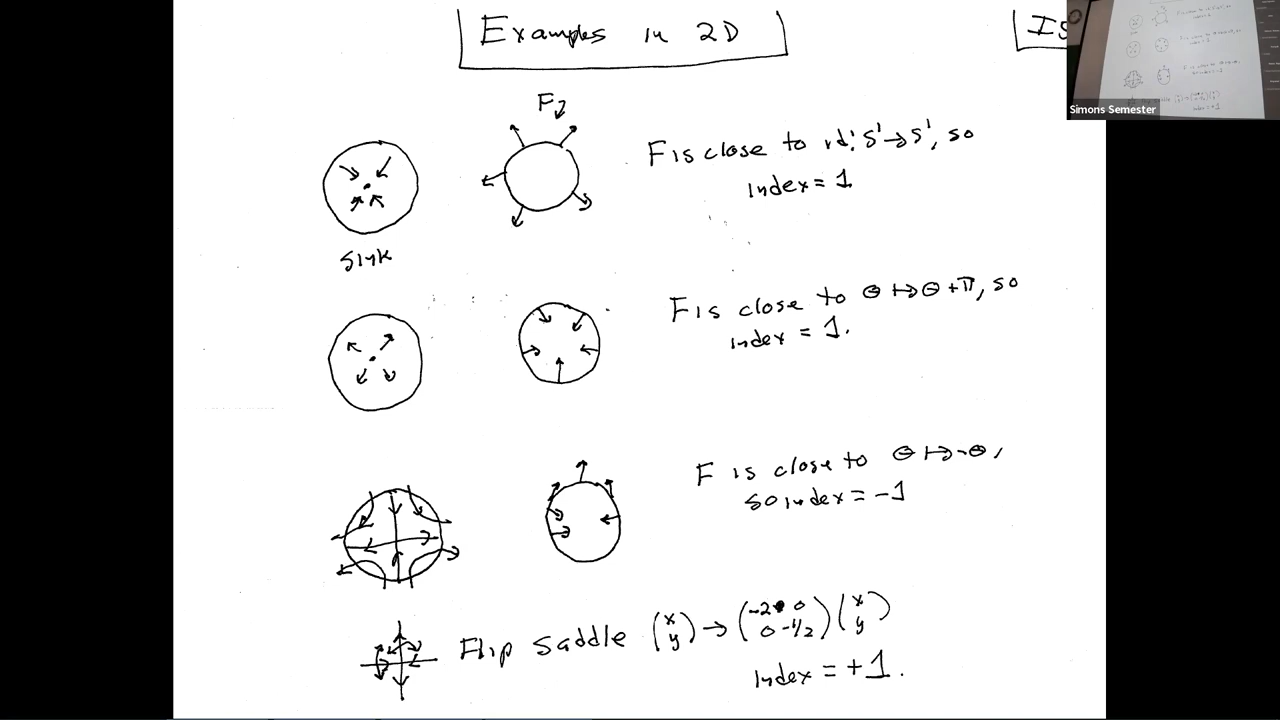 Examples in 2D
Is
Simons Semester
F
F is close to id: S¹→S¹, so
index = 1
Sink
F is close to θ ↦ θ+π, so
index = 1.
F is close to θ ↦ -θ,
so index = -1
Flip saddle (x y) → (-2 0 0 -1/2) (x y)
index = +1.